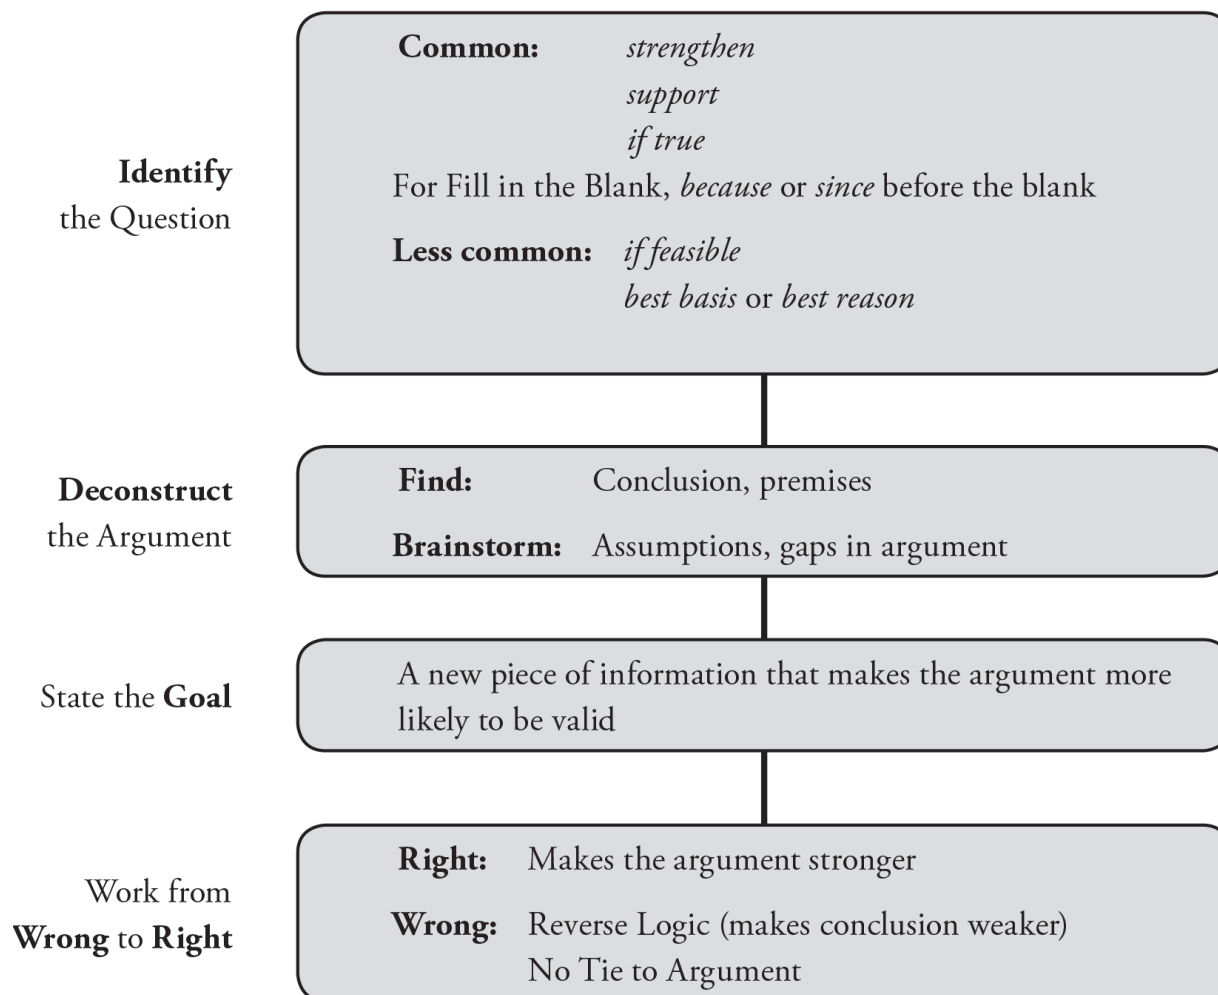 Common: strengthen
support
if true
For Fill in the Blank, because or since before the blank
Less common: if feasible
best basis or best reason
Identify
the Question
Find: Conclusion, premises
Brainstorm: Assumptions, gaps in argument
Deconstruct
the Argument
A new piece of information that makes the argument more
likely to be valid
State the Goal
Right: Makes the argument stronger
Wrong: Reverse Logic (makes conclusion weaker)
No Tie to Argument
Work from
Wrong to Right